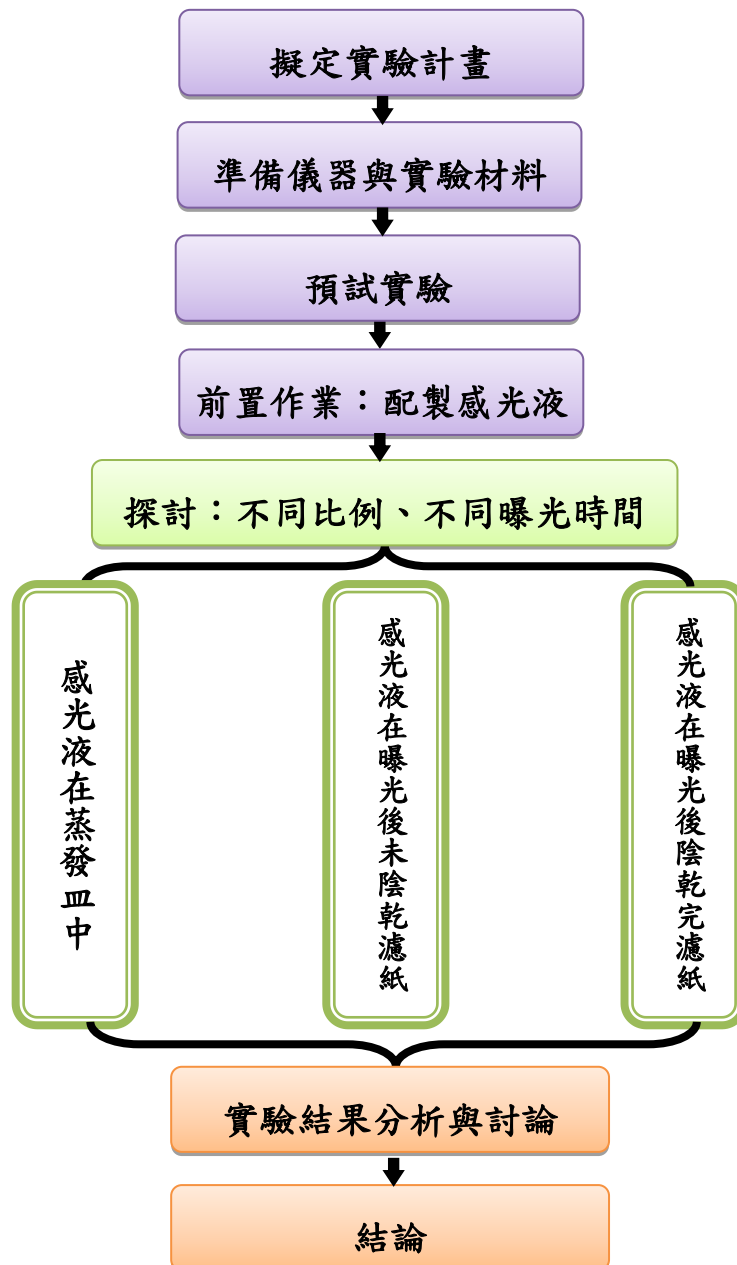 擬定實驗計畫
準備儀器與實驗材料
預試實驗
前置作業：配製感光液
探討：不同比例、不同曝光時間
感光液在蒸發皿中
感光液在曝光後未陰乾濾紙
感光液在曝光後陰乾完濾紙
實驗結果分析與討論
結論